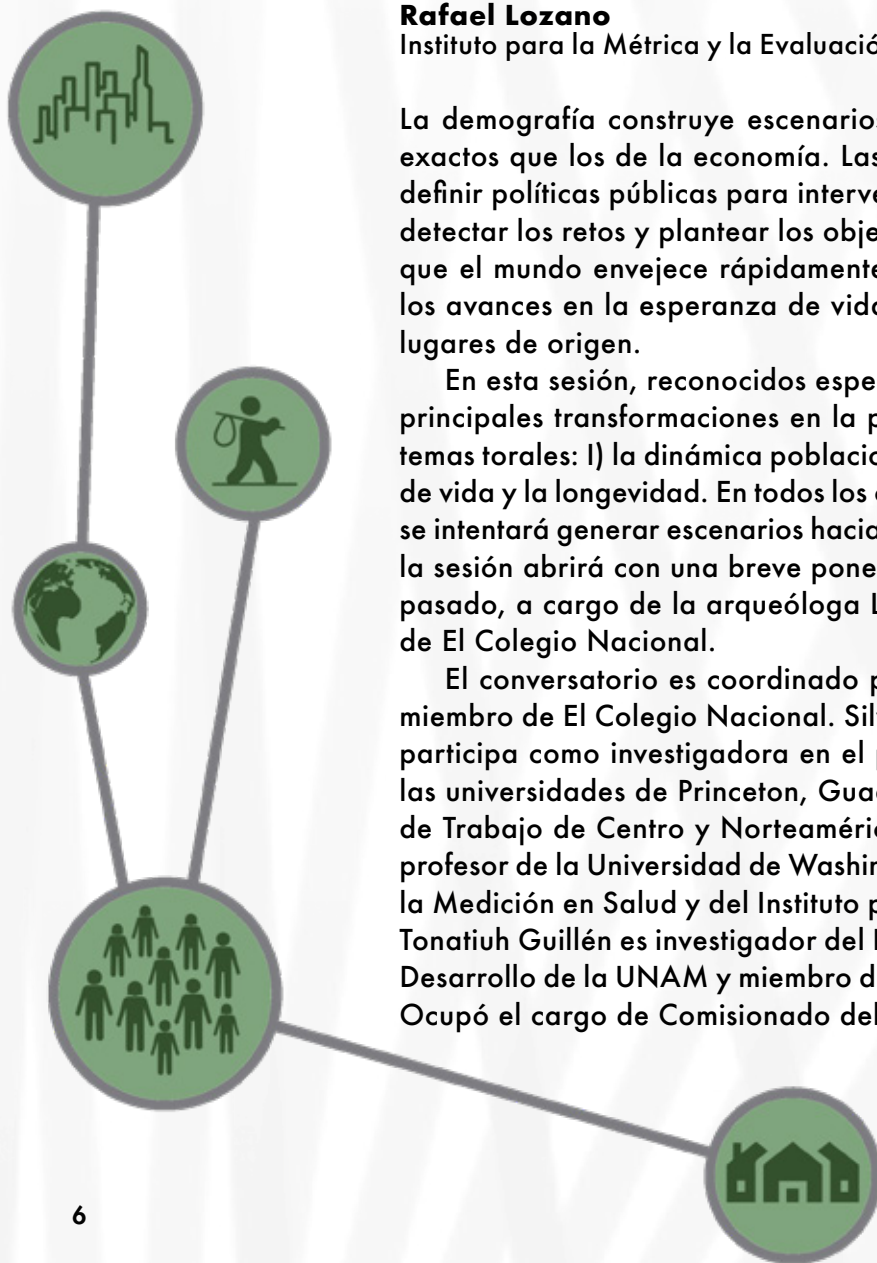 Rafael Lozano
Instituto para la Métrica y la Evaluació
La demografía construye escenarios
exactos que los de la economía. Las
definir políticas públicas para interve
detectar los retos y plantear los obje
que el mundo envejece rápidamente
los avances en la esperanza de vida
lugares de origen.
En esta sesión, reconocidos espe
principales transformaciones en la p
temas torales: I) la dinámica poblacio
de vida y la longevidad. En todos los
se intentará generar escenarios hacia
la sesión abrirá con una breve pone
pasado, a cargo de la arqueóloga L
de El Colegio Nacional.
El conversatorio es coordinado p
miembro de El Colegio Nacional. Sil
participa como investigadora en el p
las universidades de Princeton, Gua
de Trabajo de Centro y Norteaméric
profesor de la Universidad de Washin
la Medición en Salud y del Instituto p
Tonatiuh Guillén es investigador del
Desarrollo de la UNAM y miembro d
Ocupó el cargo de Comisionado del
6